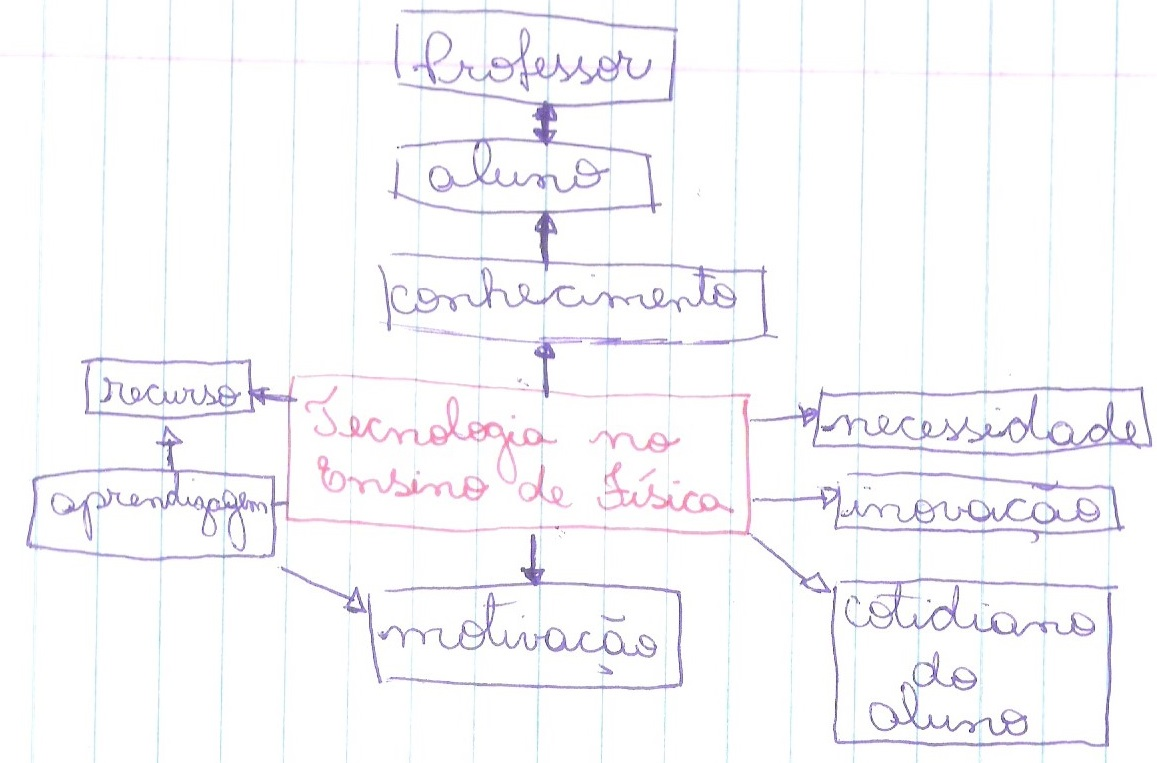 Professor
aluno
conhecimento
recurso
Tecnologia no
Ensino de Física
necessidade
aprendizagem
inovação
motivação
cotidiano
do
aluno